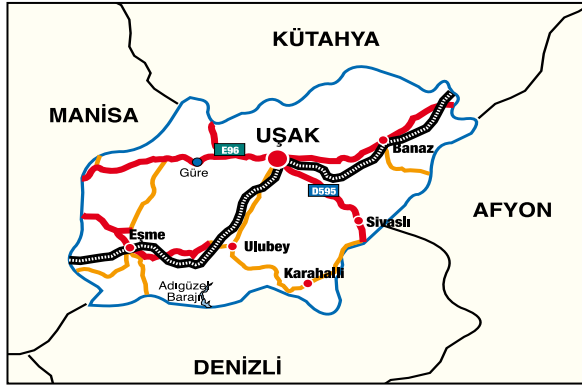 KÜTAHYA
MANİSA
UŞAK
E96
Banaz
Güre
D595
AFYON
Sivaslı
Eşme
Ulubey
Karahallı
Adıgüzel
Barajı
DENİZLİ